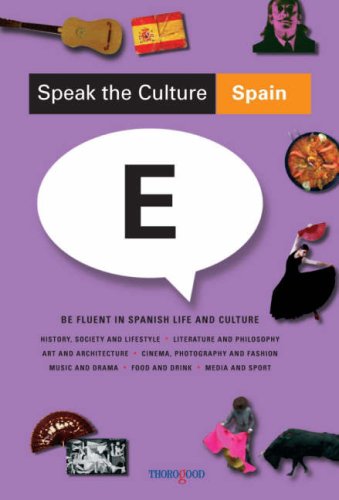 Speak the Culture Spain
E
BE FLUENT IN SPANISH LIFE AND CULTURE
HISTORY, SOCIETY AND LIFESTYLE • LITERATURE AND PHILOSOPHY
ART AND ARCHITECTURE • CINEMA, PHOTOGRAPHY AND FASHION
MUSIC AND DRAMA • FOOD AND DRINK • MEDIA AND SPORT
THOROGOOD